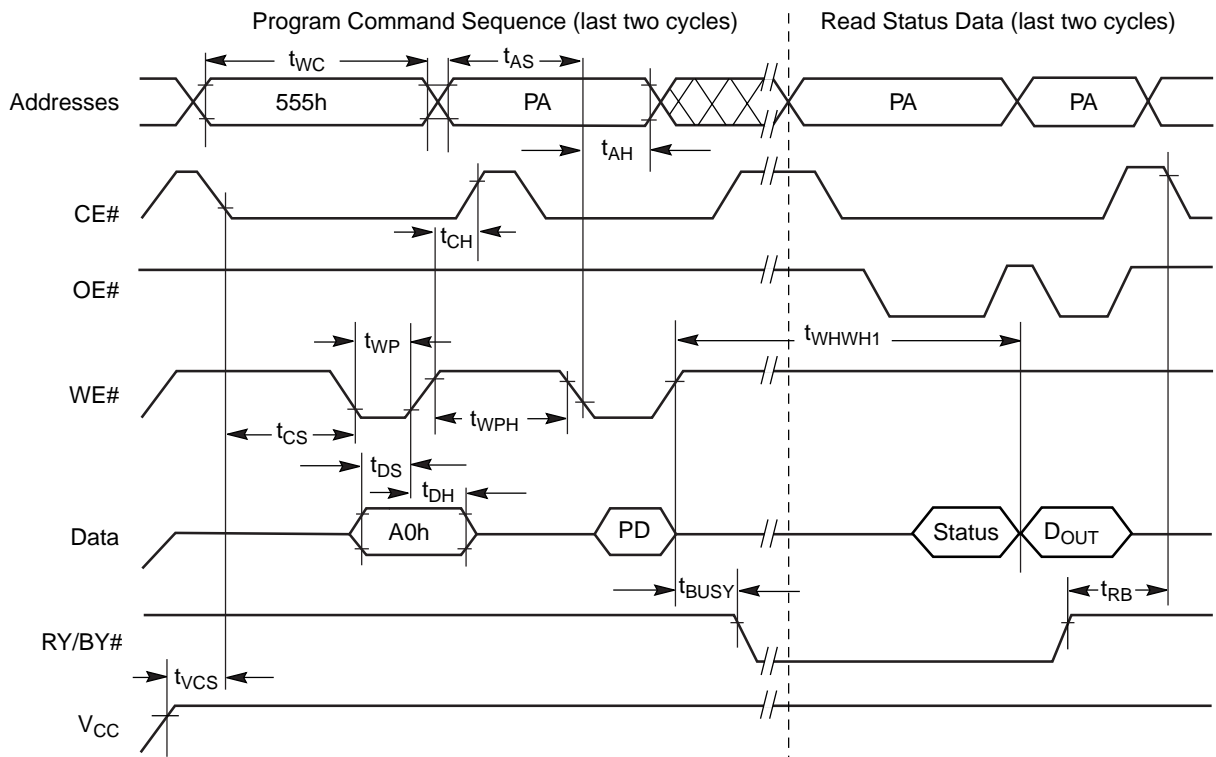 Program Command Sequence (last two cycles)
Read Status Data (last two cycles)
tWC
tAS
Addresses
555h
PA
PA
PA
tAH
CE#
tCH
OE#
tWHWH1
tWP
WE#
tWPH
tCS
tDS
tDH
Data
A0h
PD
Status
DOUT
tBUSY
tRB
RY/BY#
tVCS
VCC